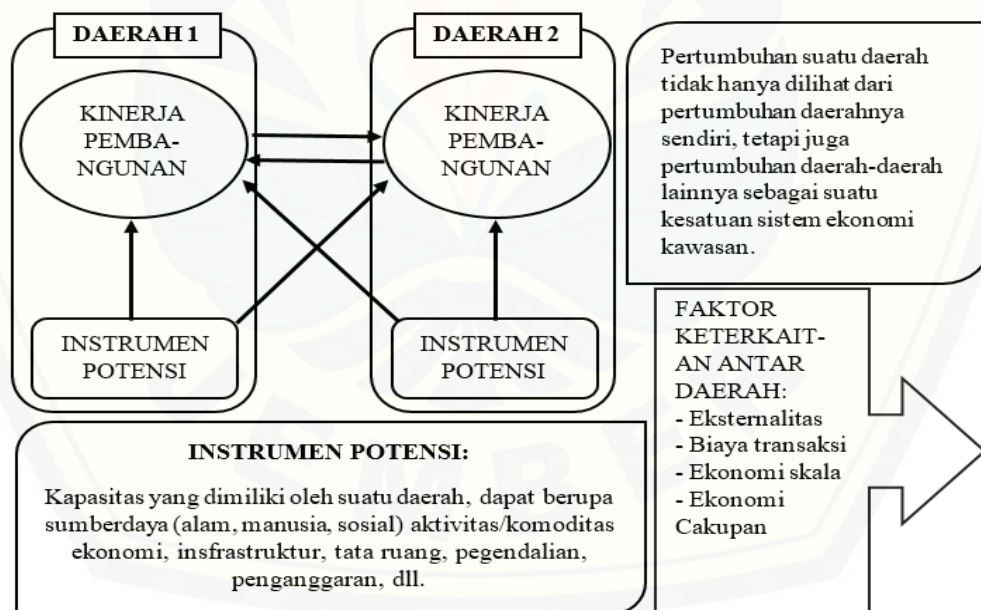 DAERAH 1
KINERJA
PEMBA-
NGUNAN
INSTRUMEN
POTENSI
DAERAH 2
KINERJA
PEMBA-
NGUNAN
INSTRUMEN
POTENSI
Pertumbuhan suatu daerah
tidak hanya dilihat dari
pertumbuhan daerahnya
sendiri, tetapi juga
pertumbuhan daerah-daerah
lainnya sebagai suatu
kesatuan sistem ekonomi
kawasan.
FAKTOR
KETERKAIT-
AN ANTAR
DAERAH:
- Eksternalitas
- Biaya transaksi
- Ekonomi skala
- Ekonomi
Cakupan
INSTRUMEN POTENSI:
Kapasitas yang dimiliki oleh suatu daerah, dapat berupa
sumberdaya (alam, manusia, sosial) aktivitas/komoditas
ekonomi, insfrastruktur, tata ruang, pegendalian,
penganggaran, dll.